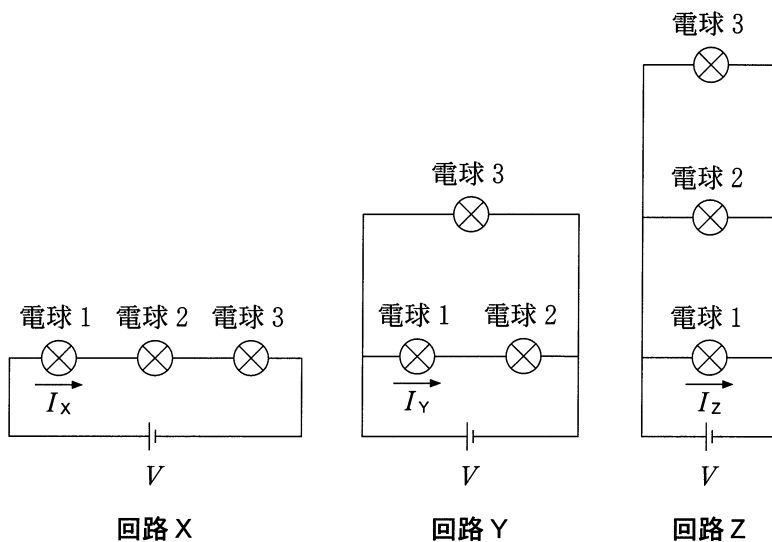 電球 1 電球 2 電球 3
I_X
V
回路 X
電球 3
電球 1 電球 2
I_Y
V
回路 Y
電球 3
電球 2
電球 1
I_Z
V
回路 Z